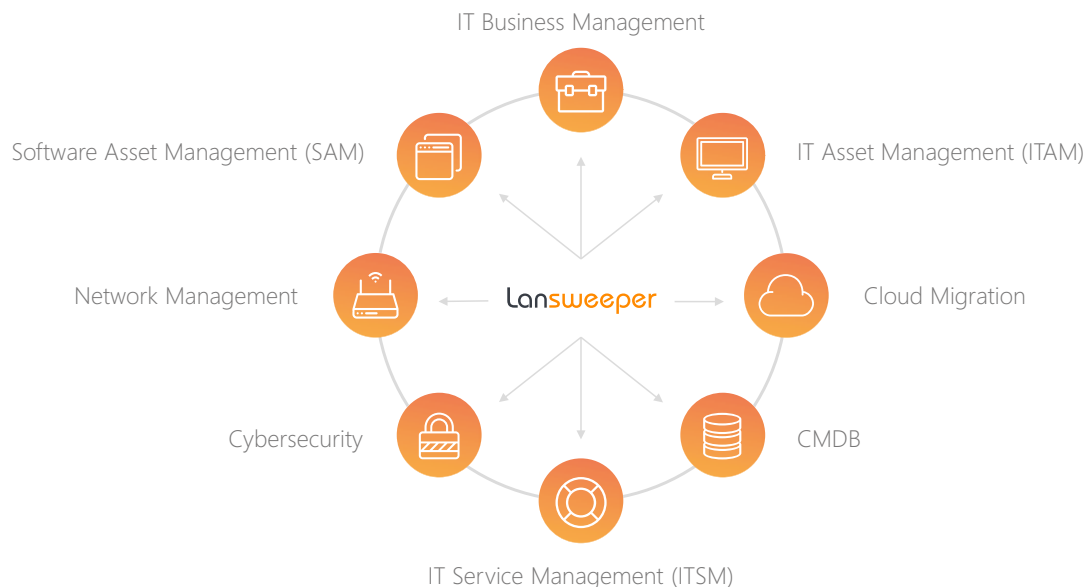 IT Business Management
Software Asset Management (SAM)
IT Asset Management (ITAM)
Network Management
Lansweeper
Cloud Migration
Cybersecurity
CMDB
IT Service Management (ITSM)